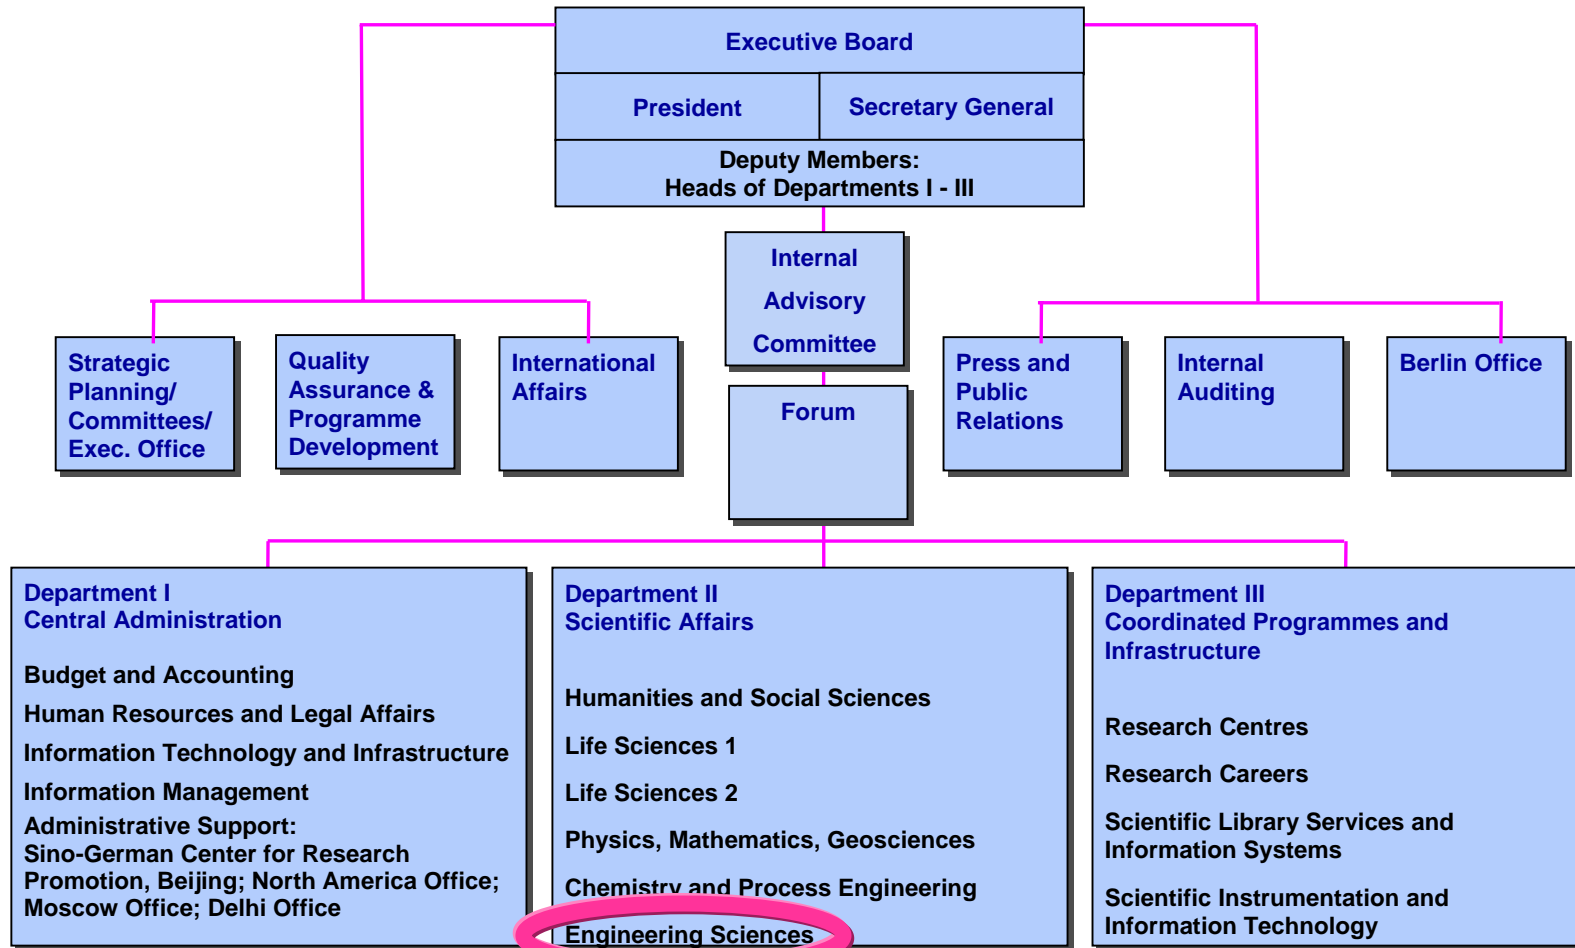 Executive Board
President
Secretary General
Deputy Members:
Heads of Departments I - III
Internal
Advisory
Committee
Strategic
Planning/
Committees/
Exec. Office
Quality
Assurance &
Programme
Development
International
Affairs
Forum
Press and
Public
Relations
Internal
Auditing
Berlin Office
Department I
Central Administration
Budget and Accounting
Human Resources and Legal Affairs
Information Technology and Infrastructure
Information Management
Administrative Support:
Sino-German Center for Research
Promotion, Beijing; North America Office;
Moscow Office; Delhi Office
Department II
Scientific Affairs
Humanities and Social Sciences
Life Sciences 1
Life Sciences 2
Physics, Mathematics, Geosciences
Chemistry and Process Engineering
Engineering Sciences
Department III
Coordinated Programmes and
Infrastructure
Research Centres
Research Careers
Scientific Library Services and
Information Systems
Scientific Instrumentation and
Information Technology